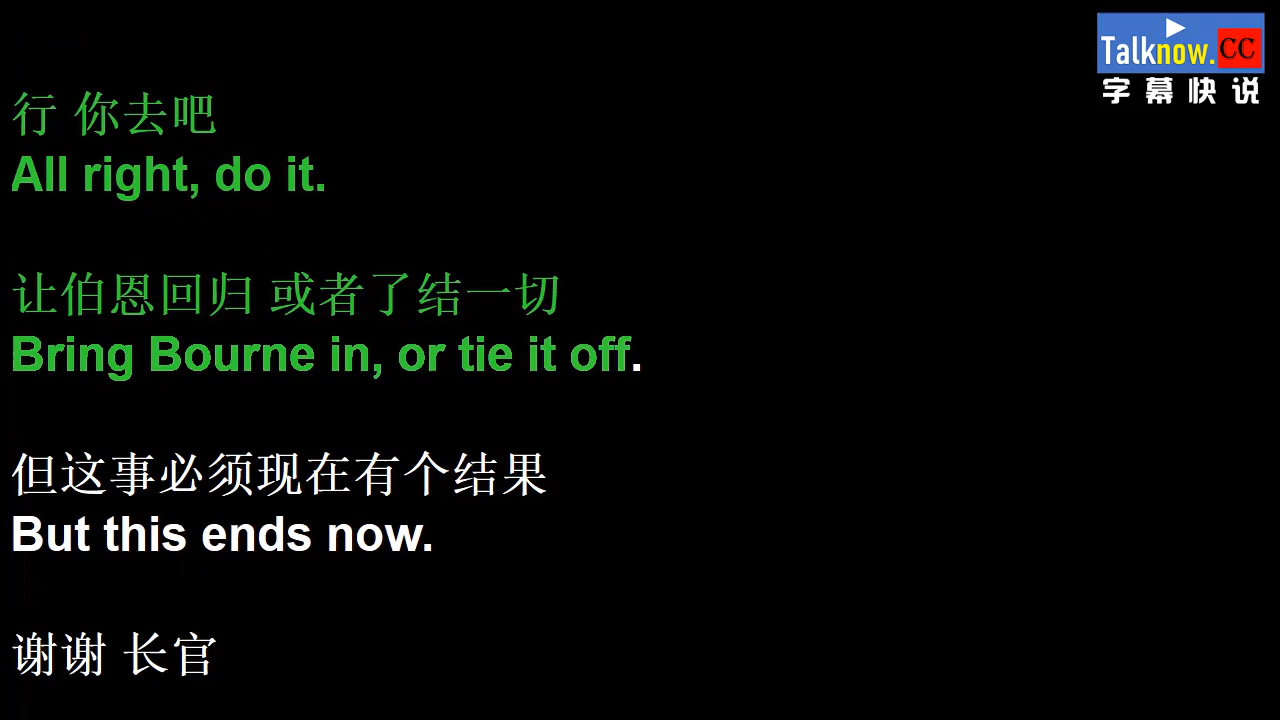 Talknow.CC
字幕快说
行 你去吧
All right, do it.
让伯恩回归 或者了结一切
Bring Bourne in, or tie it off.
但这事必须现在有个结果
But this ends now.
谢谢 长官